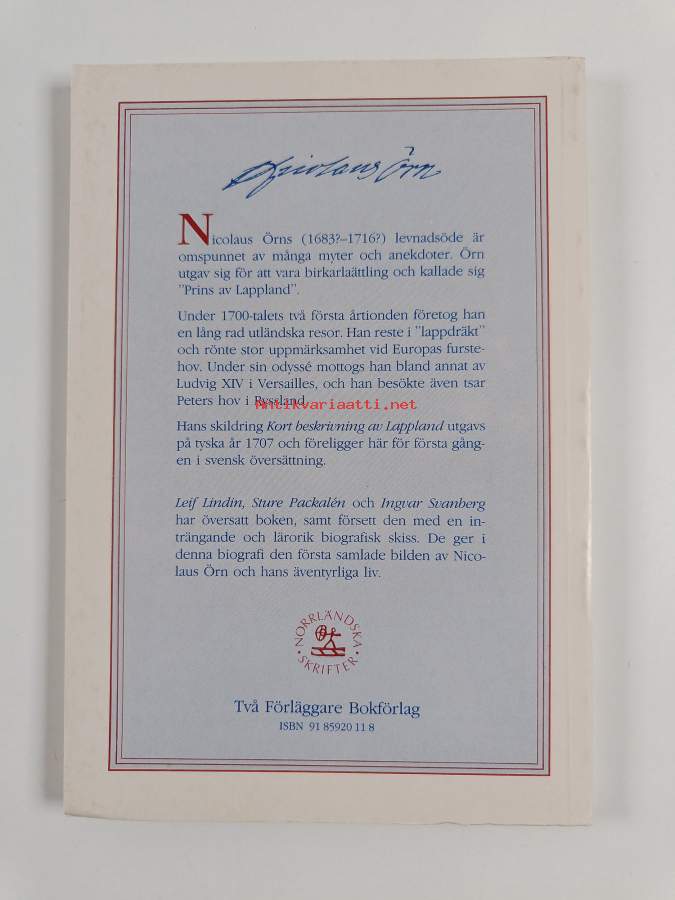 Nicolaus Örn
Nicolaus Örns (1683?–1716?) levnadsöde är
omspunnet av många myter och anekdoter. Örn
utgav sig för att vara birkarlaättling och kallade sig
"Prins av Lappland".
Under 1700-talets två första årtionden företog han
en lång rad utländska resor. Han reste i "lappdräkt"
och rönte stor uppmärksamhet vid Europas furste-
hov. Under sin odyssé mottogs han bland annat av
Ludvig XIV i Versailles, och han besökte även tsar
Peters hov i Ryssland.
Antikvariaatti.net
Hans skildring Kort beskrivning av Lappland utgavs
på tyska år 1707 och föreligger här för första gång-
en i svensk översättning.
Leif Lindin, Sture Packalén och Ingvar Svanberg
har översatt boken, samt försett den med en in-
trängande och lärorik biografisk skiss. De ger i
denna biografi den första samlade bilden av Nico-
laus Örn och hans äventyrliga liv.
NORRLÄNDSKA
SKRIFTER
Två Förläggare Bokförlag
ISBN 91 85920 11 8